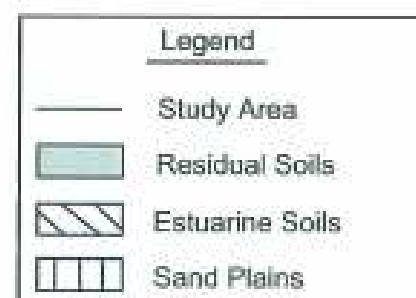 Legend
Study Area
Residual Soils
Estuarine Soils
Sand Plains